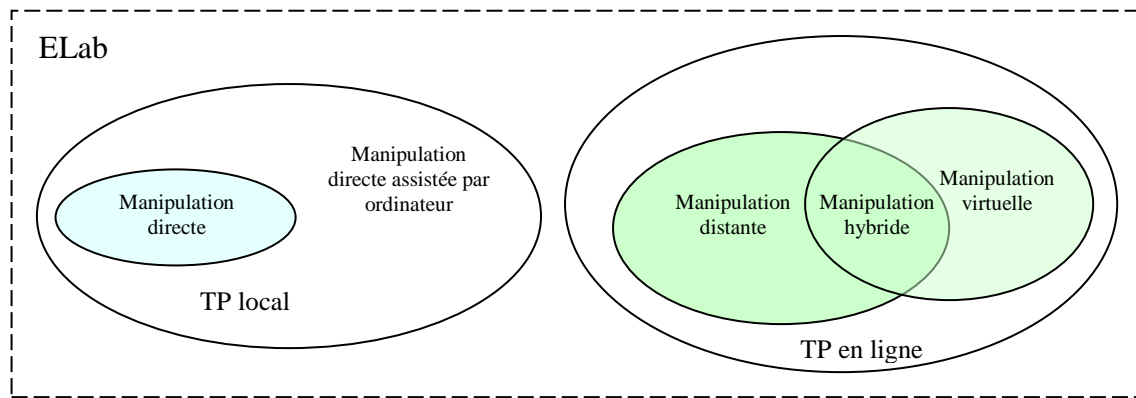 ELab
Manipulation
directe assistée par
ordinateur
Manipulation
directe
TP local
Manipulation
distante
Manipulation
hybride
Manipulation
virtuelle
TP en ligne